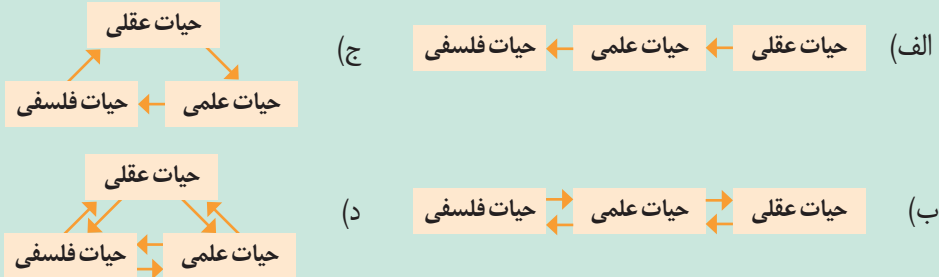 الف) حیات عقلی حیات علمی حیات فلسفی
ج) حیات عقلی
حیات علمی حیات فلسفی
ب) حیات عقلی حیات علمی حیات فلسفی
د) حیات عقلی
حیات علمی حیات فلسفی